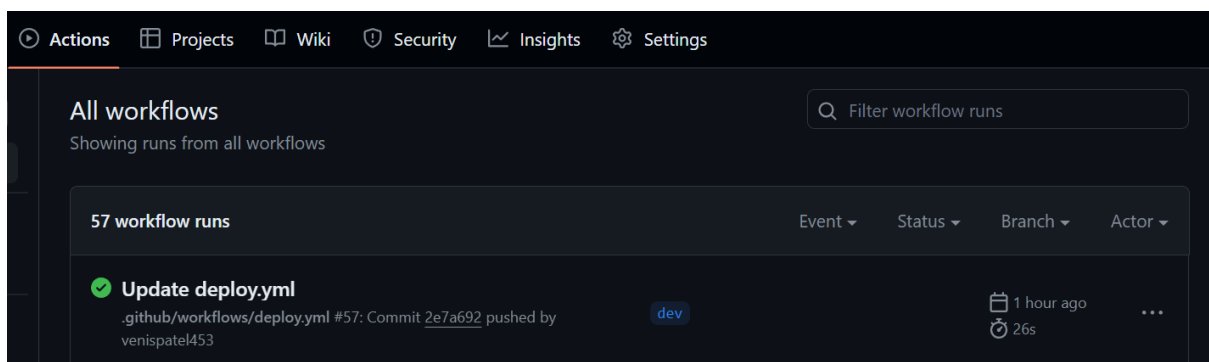 Actions Projects Wiki Security Insights Settings
All workflows
Filter workflow runs
Showing runs from all workflows
57 workflow runs
Event Status Branch Actor
Update deploy.yml
.github/workflows/deploy.yml #57: Commit 2e7a692 pushed by
venispatel453
dev
1 hour ago
26s